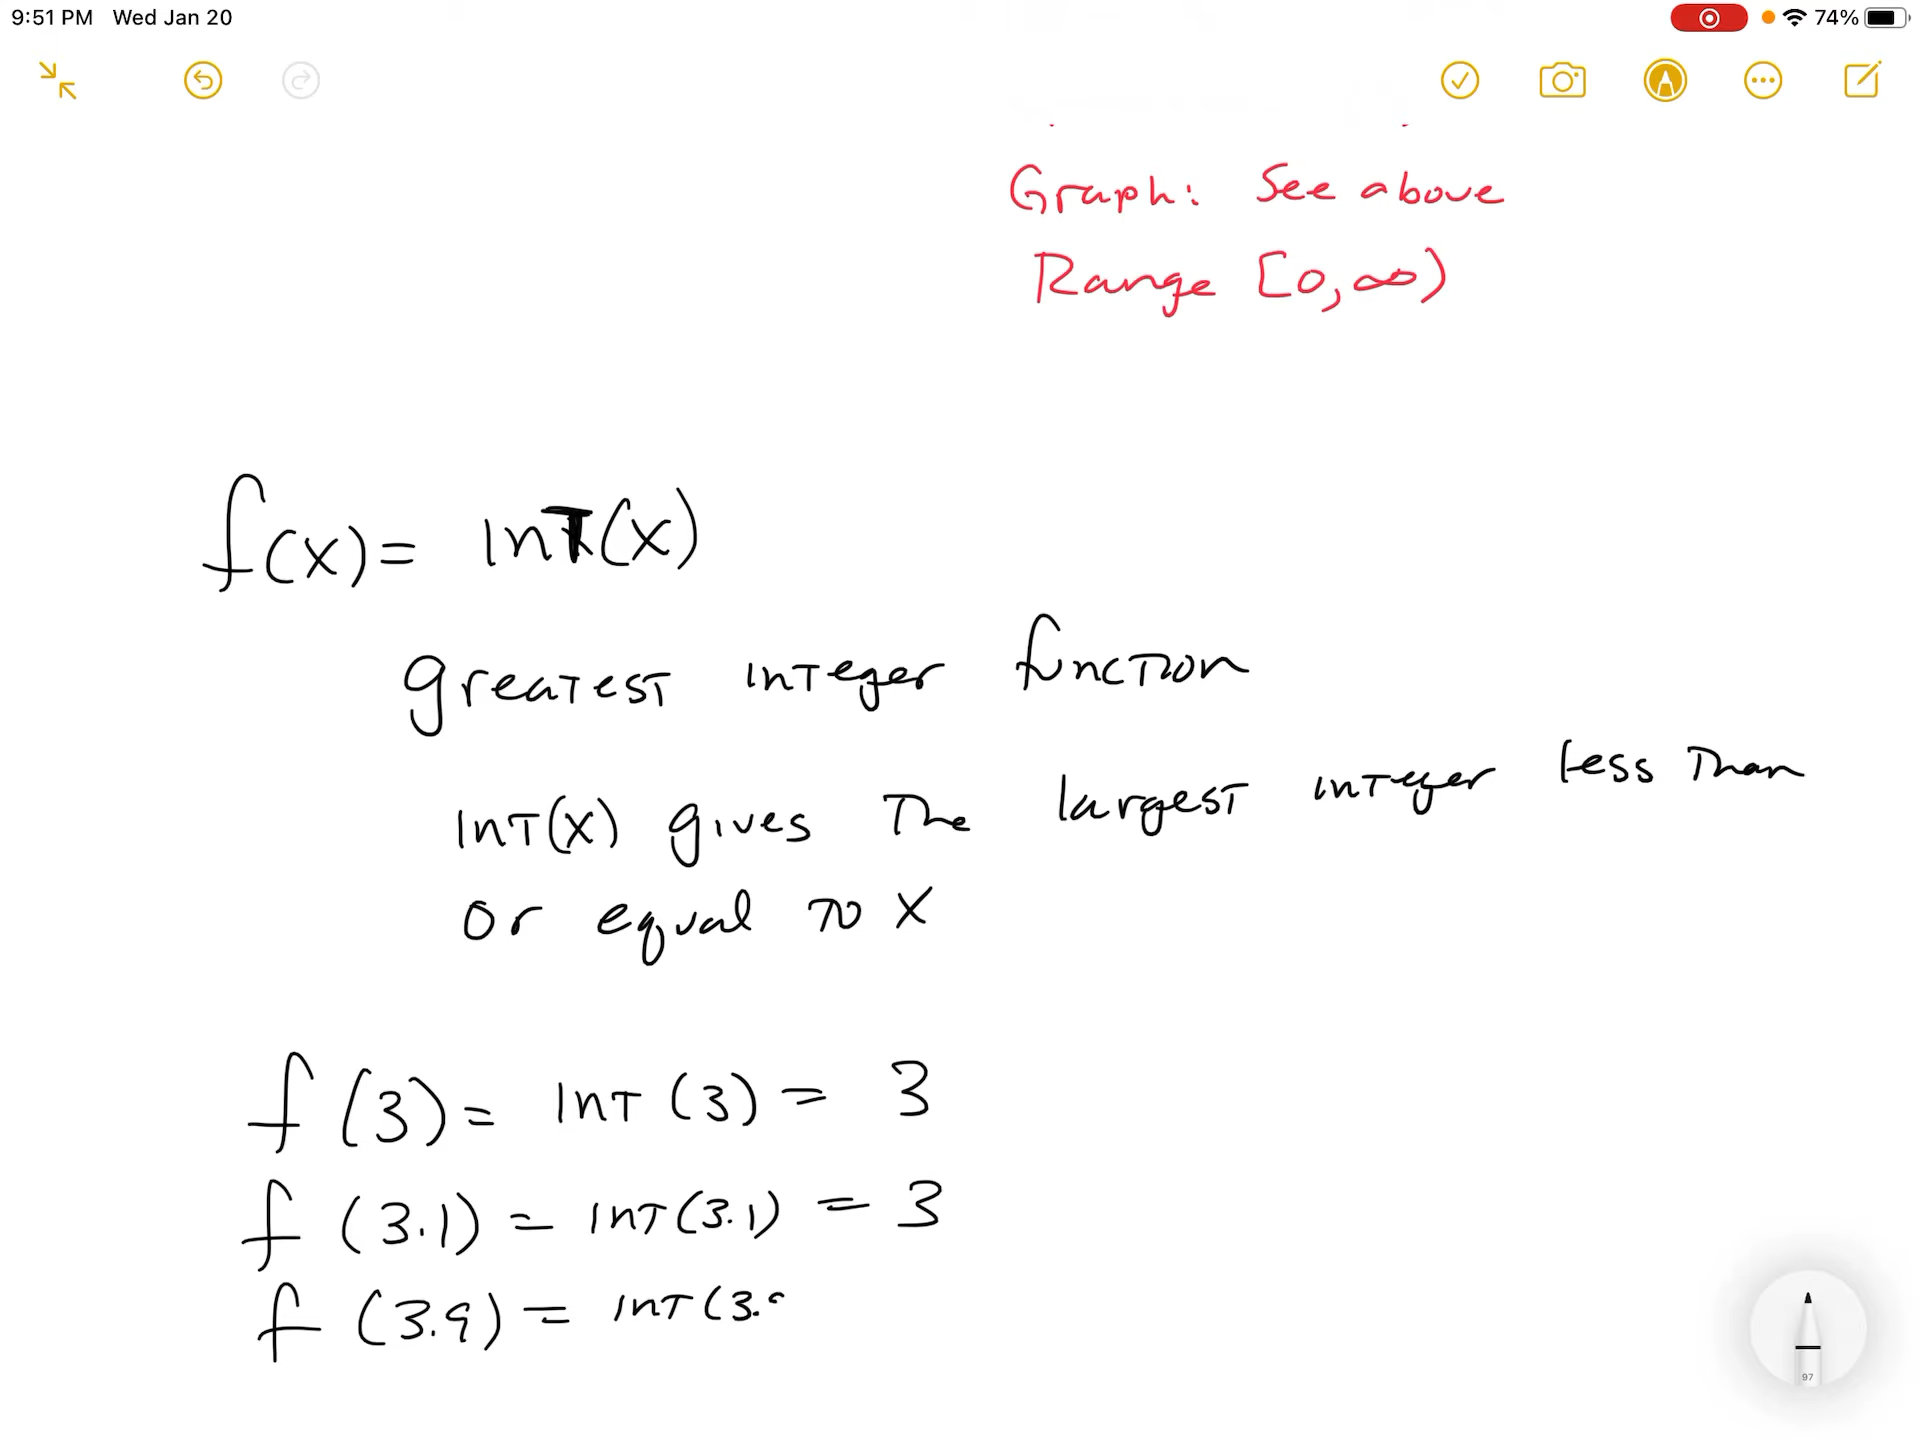 9:51 PM Wed Jan 20 74%
Graph: See above
Range [0,∞)
f(x)= INT(x)
greatest integer function
INT(x) gives The largest integer less Than
or equal to x
f (3)= INT (3) = 3
f (3.1) = INT(3.1) = 3
f (3.9) = INT (3.
97